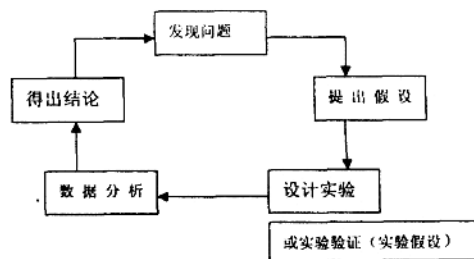 发现问题
得出结论
提出假设
数据分析
设计实验
或实验验证（实验假设）